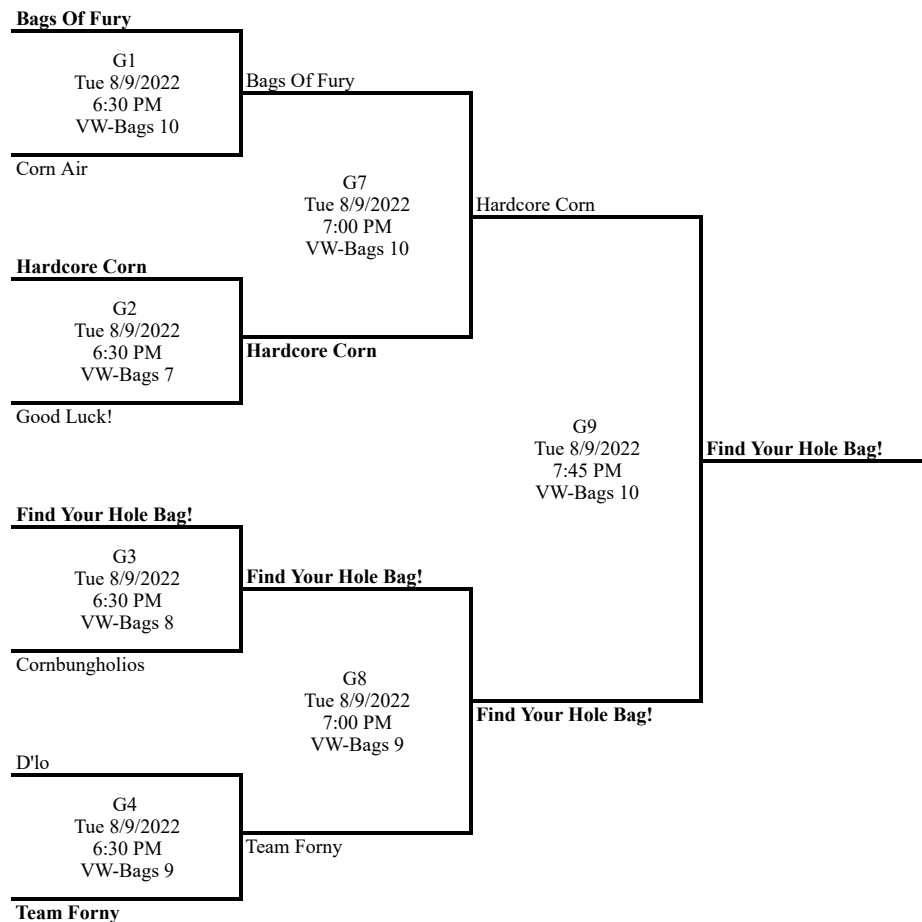 Bags Of Fury
G1
Tue 8/9/2022
6:30 PM
VW-Bags 10
Corn Air
Bags Of Fury
G7
Tue 8/9/2022
7:00 PM
VW-Bags 10
Hardcore Corn
G2
Tue 8/9/2022
6:30 PM
VW-Bags 7
Good Luck!
Hardcore Corn
Hardcore Corn
G9
Tue 8/9/2022
7:45 PM
VW-Bags 10
Find Your Hole Bag!
Find Your Hole Bag!
G3
Tue 8/9/2022
6:30 PM
VW-Bags 8
Cornbungholios
Find Your Hole Bag!
G8
Tue 8/9/2022
7:00 PM
VW-Bags 9
Find Your Hole Bag!
D'lo
G4
Tue 8/9/2022
6:30 PM
VW-Bags 9
Team Forny
Team Forny